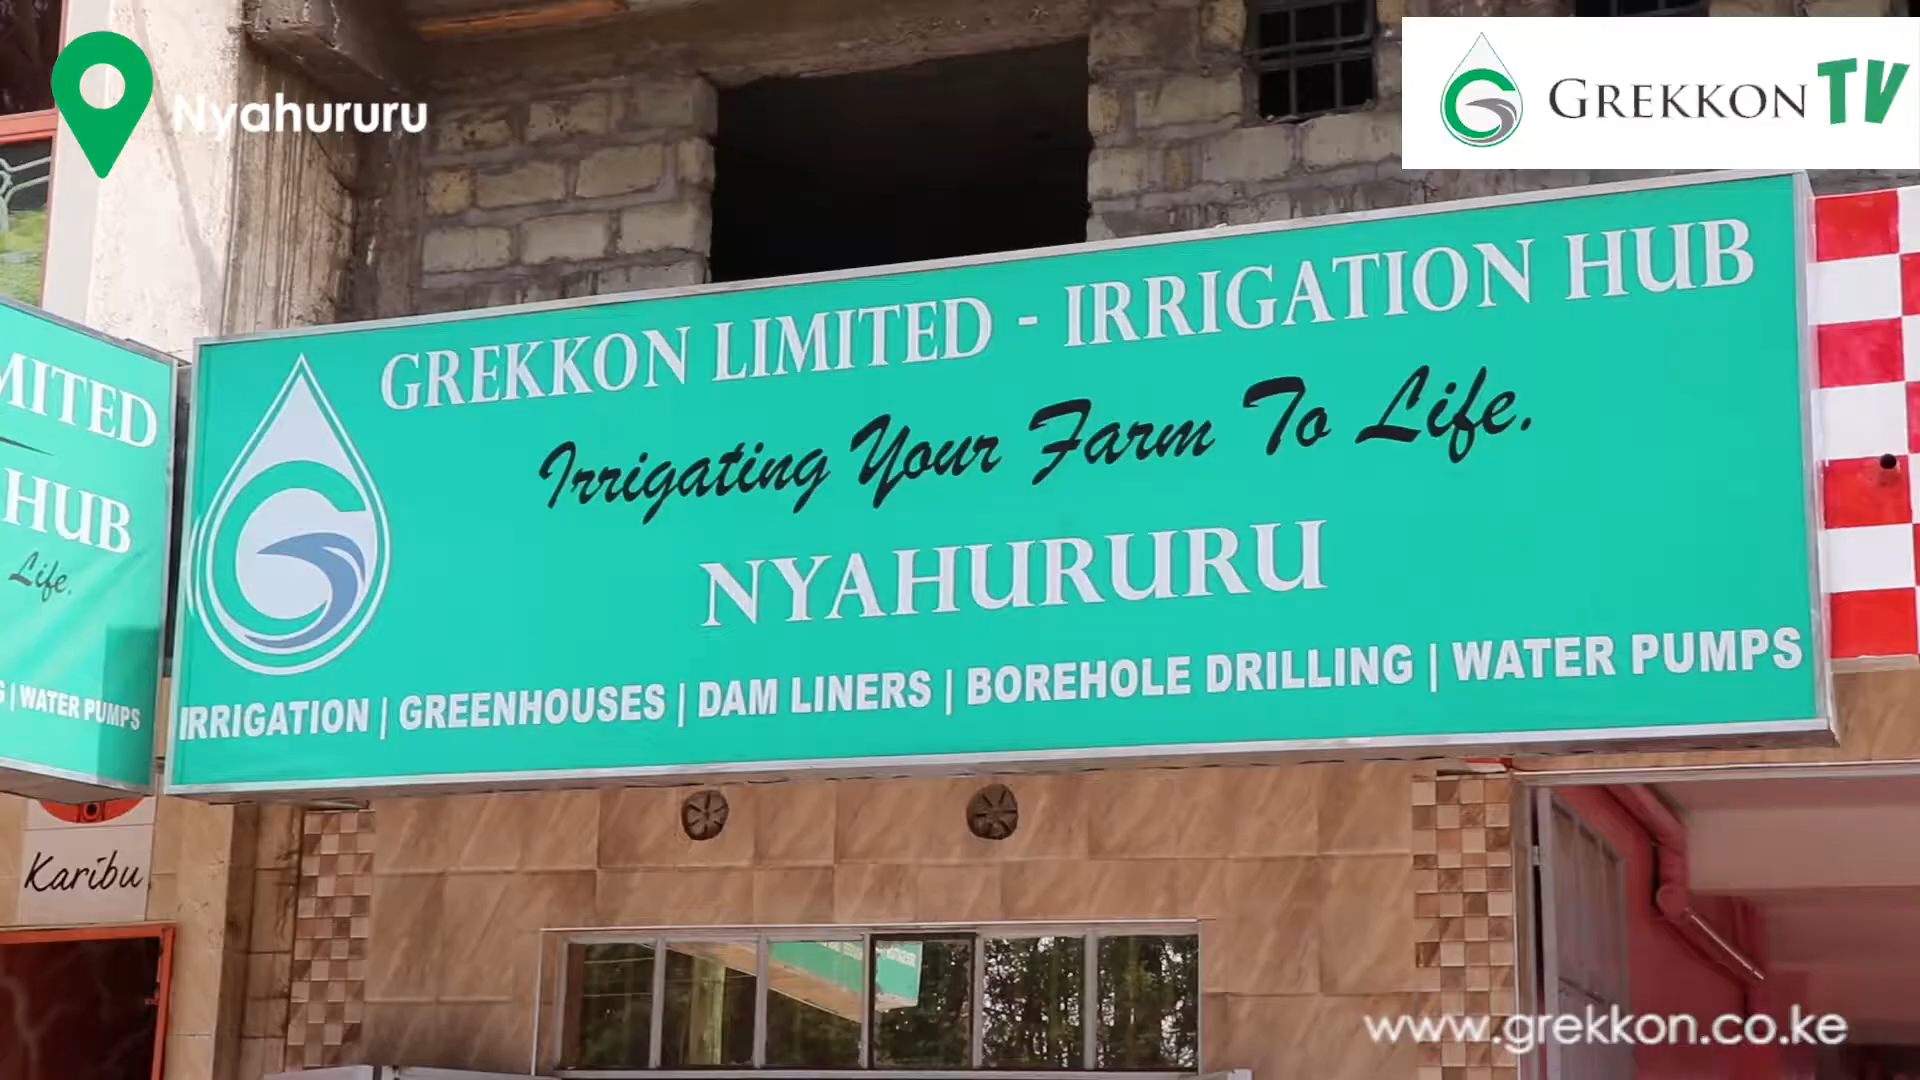 Nyahururu
GREKKON TV
GREKKON LIMITED - IRRIGATION HUB
Irrigating Your Farm To Life.
NYAHURURU
IRRIGATION | GREENHOUSES | DAM LINERS | BOREHOLE DRILLING | WATER PUMPS
MITED
HUB
Life.
| WATER PUMPS
Karibu
www.grekkon.co.ke